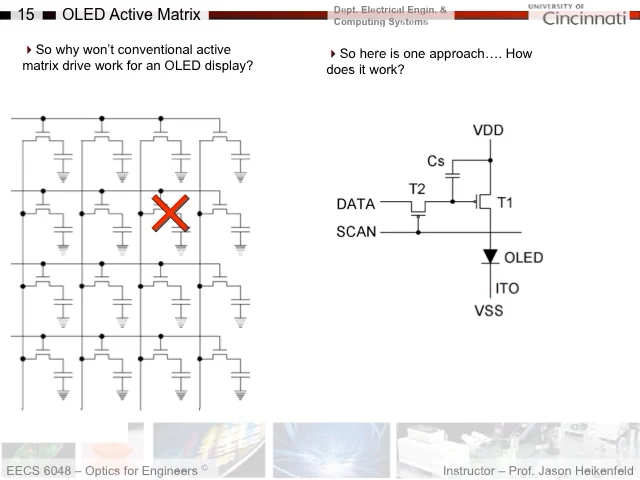 15 OLED Active Matrix
Dept. Electrical Engin. &
Computing Systems
UNIVERSITY OF
Cincinnati
So why won't conventional active
matrix drive work for an OLED display?
So here is one approach…. How
does it work?
VDD
Cs
T2
DATA
T1
SCAN
OLED
ITO
VSS
EECS 6048 – Optics for Engineers ©
Instructor – Prof. Jason Heikenfeld